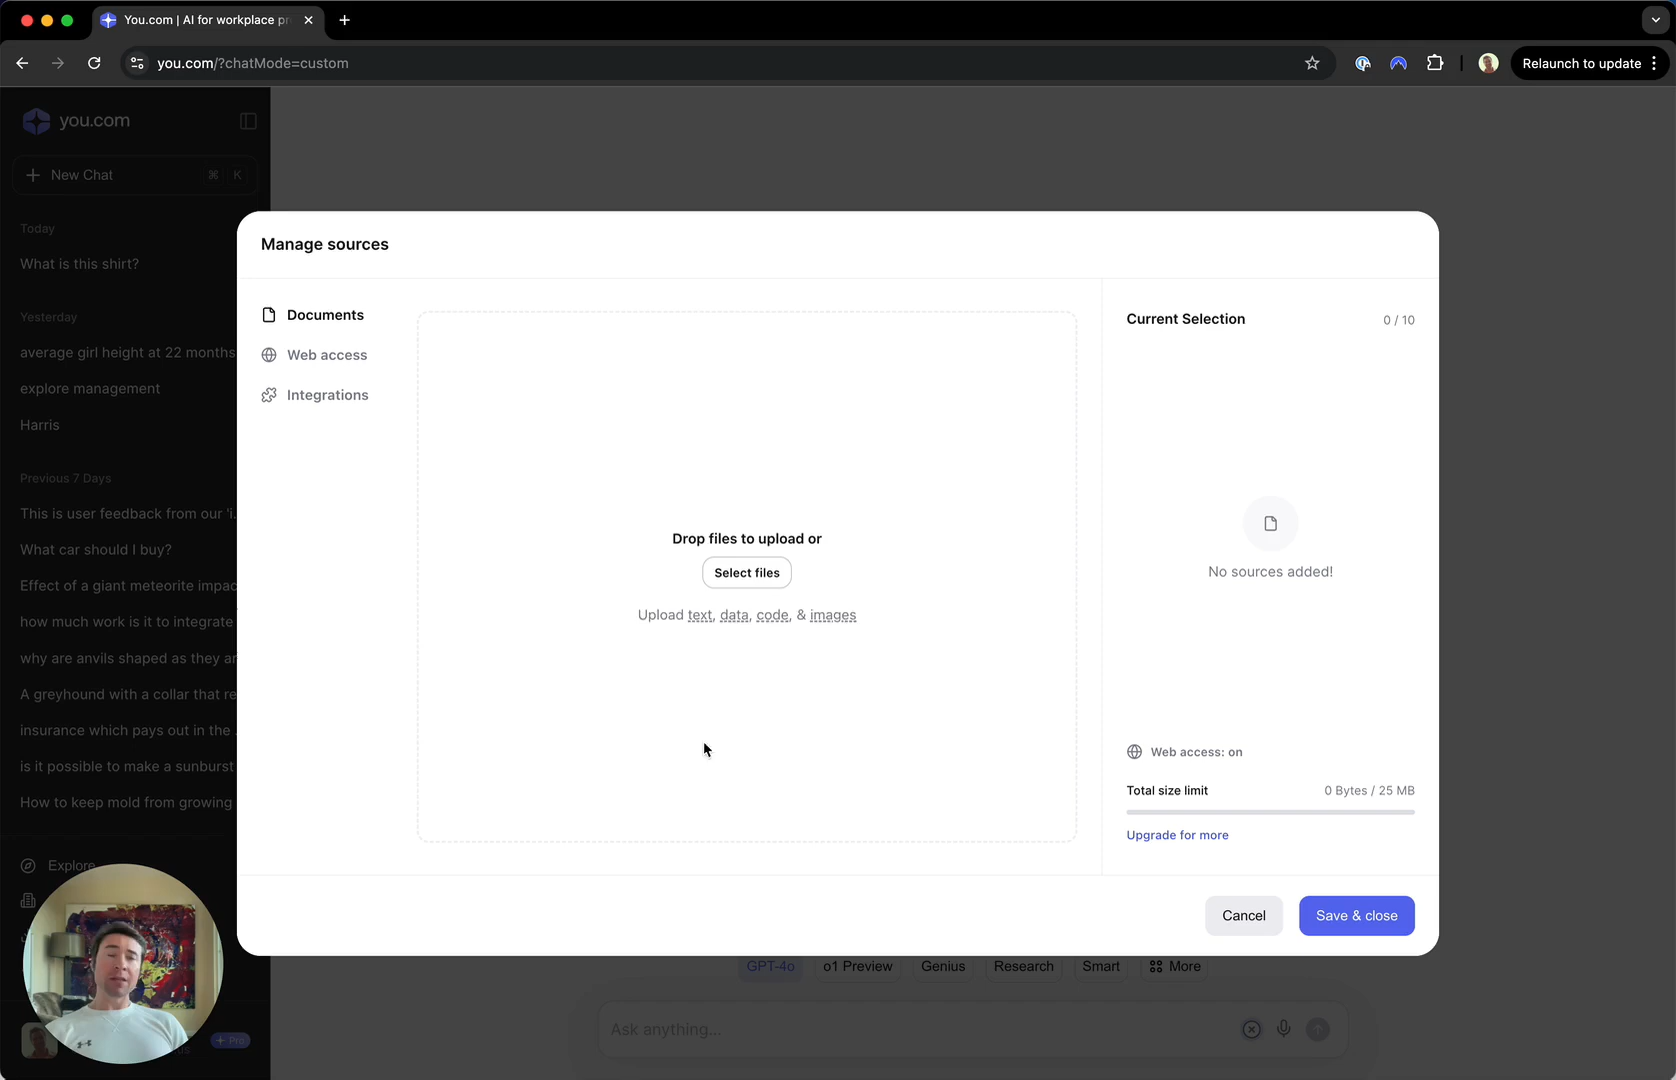 You.com | AI for workplace pr
you.com/?chatMode=custom
Relaunch to update
you.com
New Chat
⌘ K
Today
What is this shirt?
Yesterday
average girl height at 22 months
explore management
Harris
Previous 7 Days
This is user feedback from our 'i...
What car should I buy?
Effect of a giant meteorite impac
how much work is it to integrate
why are anvils shaped as they ar
A greyhound with a collar that re
insurance which pays out in the .
is it possible to make a sunburst
How to keep mold from growing
Explore
Pro
Manage sources
Documents
Web access
Integrations
Drop files to upload or
Select files
Upload text, data, code, & images
Current Selection
0 / 10
No sources added!
Web access: on
Total size limit
0 Bytes / 25 MB
Upgrade for more
Cancel
Save & close
GPT-4o
o1 Preview
Genius
Research
Smart
More
Ask anything...